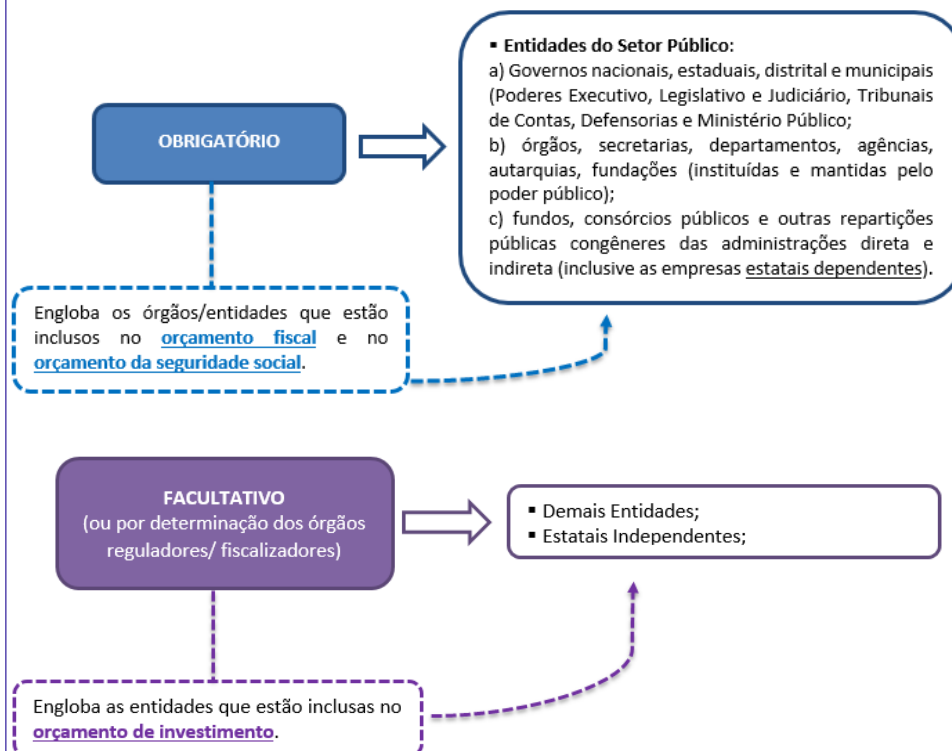 OBRIGATÓRIO
▪ Entidades do Setor Público:
a) Governos nacionais, estaduais, distrital e municipais
(Poderes Executivo, Legislativo e Judiciário, Tribunais
de Contas, Defensorias e Ministério Público;
b) órgãos, secretarias, departamentos, agências,
autarquias, fundações (instituídas e mantidas pelo
poder público);
c) fundos, consórcios públicos e outras repartições
públicas congêneres das administrações direta e
indireta (inclusive as empresas estatais dependentes).
Engloba os órgãos/entidades que estão
inclusos no orçamento fiscal e no
orçamento da seguridade social.
FACULTATIVO
(ou por determinação dos órgãos
reguladores/ fiscalizadores)
▪ Demais Entidades;
▪ Estatais Independentes;
Engloba as entidades que estão inclusas no
orçamento de investimento.